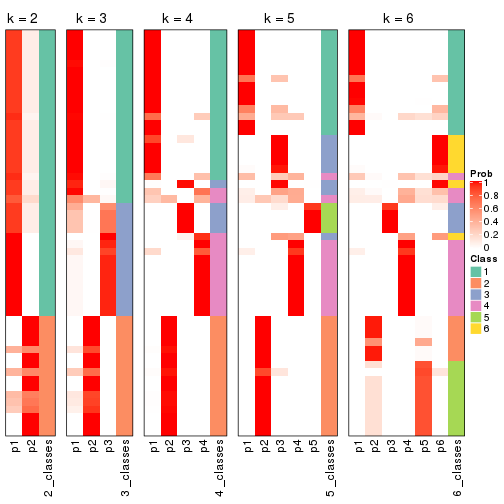 k = 2
k = 3
k = 4
k = 5
k = 6
Prob
1
0.8
0.6
0.4
0.2
0
Class
1
2
3
4
5
6
p1
p2
2_classes
p1
p2
p3
3_classes
p1
p2
p3
p4
4_classes
p1
p2
p3
p4
p5
5_classes
p1
p2
p3
p4
p5
p6
6_classes